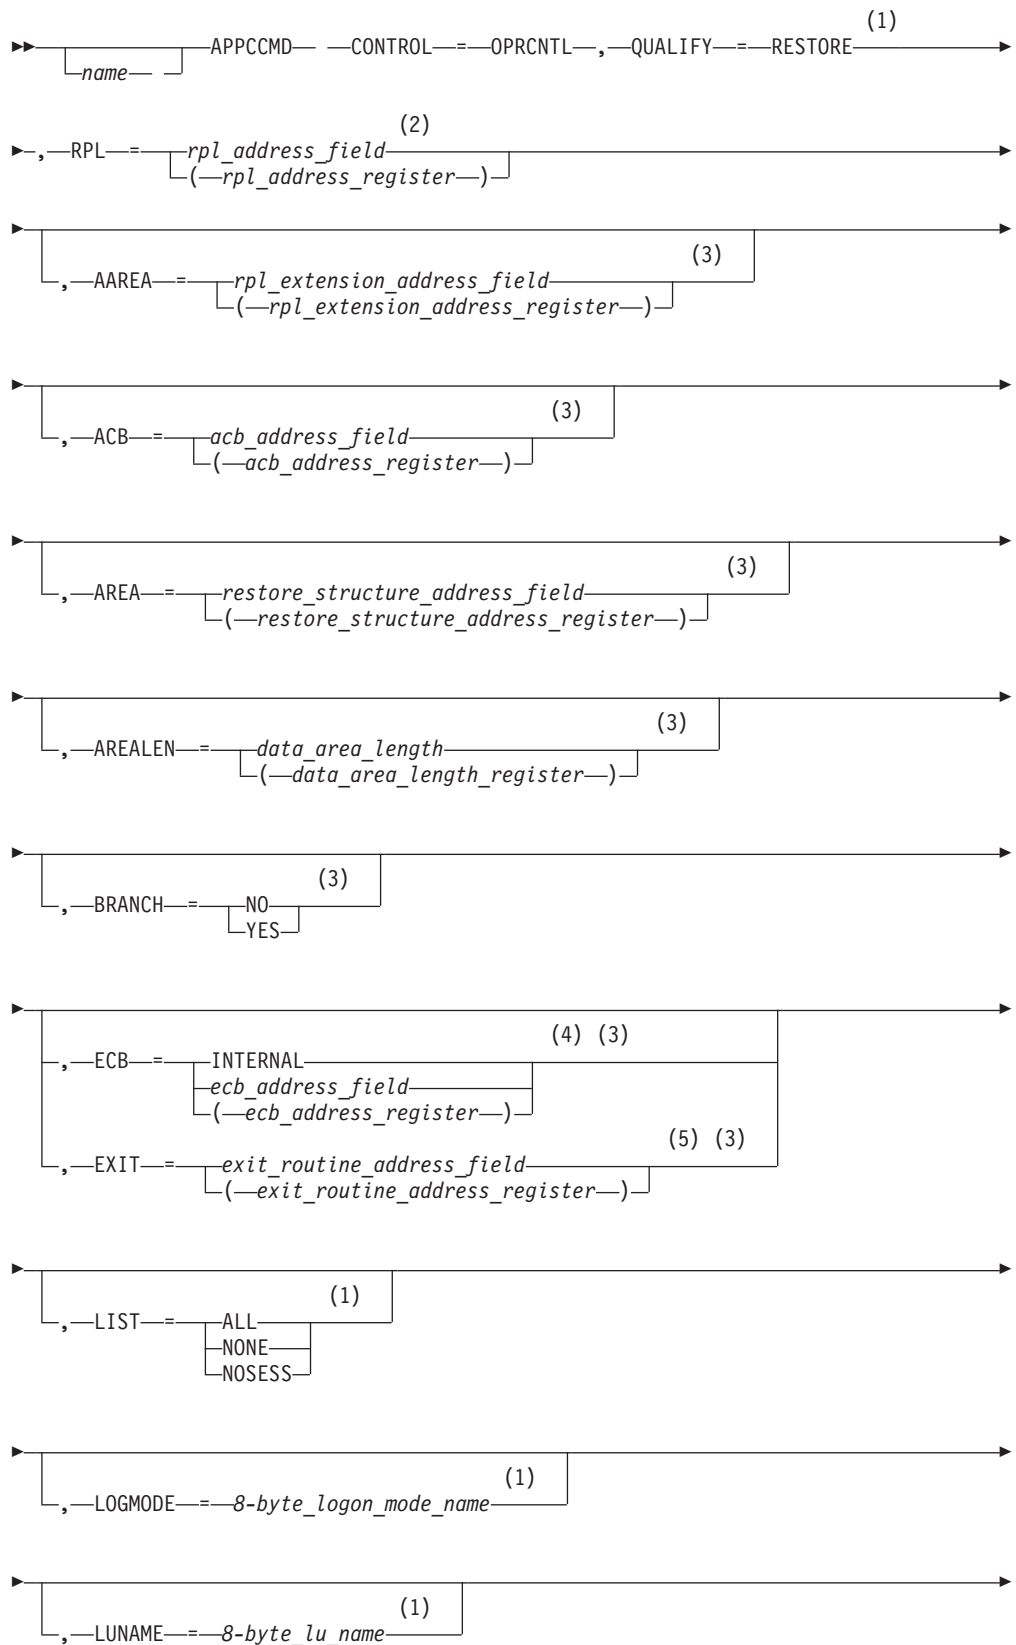 (1)
APPCCMD CONTROL = OPRCNTL , QUALIFY = RESTORE
name
(2)
, RPL = rpl_address_field
( rpl_address_register )
(3)
, AAREA = rpl_extension_address_field
( rpl_extension_address_register )
(3)
, ACB = acb_address_field
( acb_address_register )
(3)
, AREA = restore_structure_address_field
( restore_structure_address_register )
(3)
, AREALEN = data_area_length
( data_area_length_register )
(3)
, BRANCH = NO
YES
(4) (3)
, ECB = INTERNAL
ecb_address_field
( ecb_address_register )
(5) (3)
, EXIT = exit_routine_address_field
( exit_routine_address_register )
(1)
, LIST = ALL
NONE
NOSESS
(1)
, LOGMODE = 8-byte_logon_mode_name
(1)
, LUNAME = 8-byte_lu_name